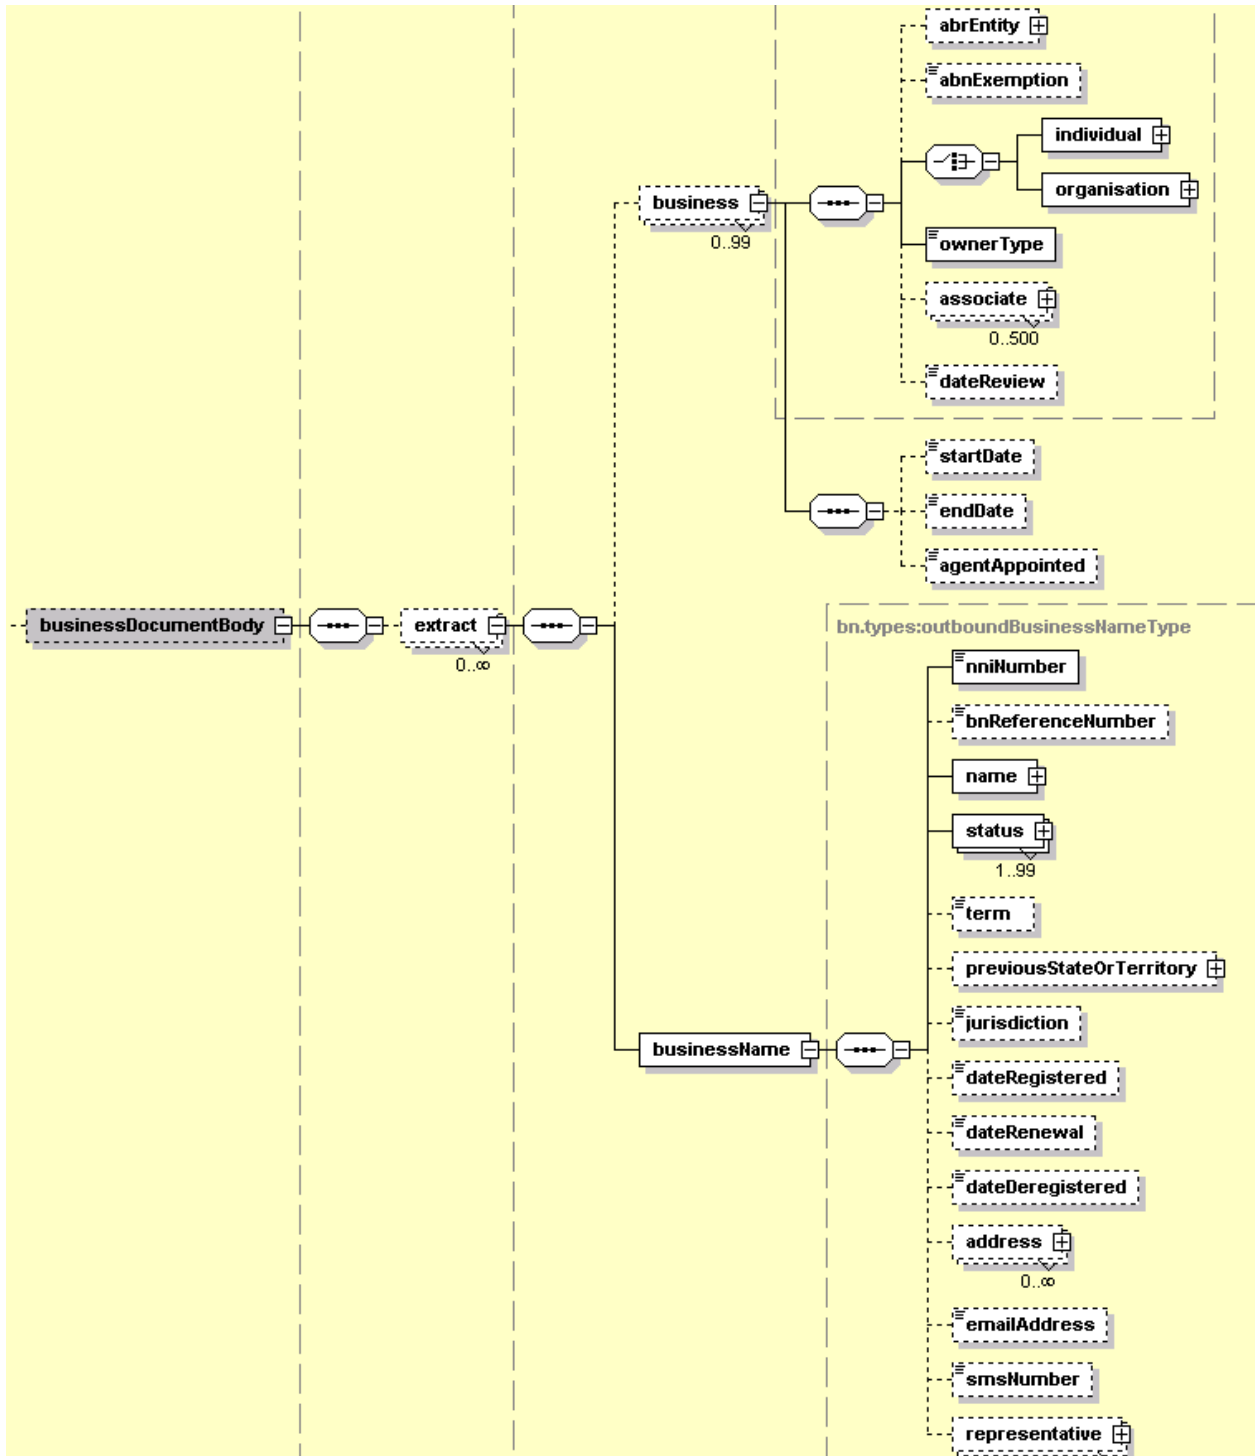 abrEntity
abnExemption
individual
organisation
business
0..99
ownerType
associate
0..500
dateReview
startDate
endDate
agentAppointed
businessDocumentBody
extract
0..∞
bn.types:outboundBusinessNameType
nniNumber
bnReferenceNumber
name
status
1..99
term
previousStateOrTerritory
jurisdiction
businessName
dateRegistered
dateRenewal
dateDeregistered
address
0..∞
emailAddress
smsNumber
representative